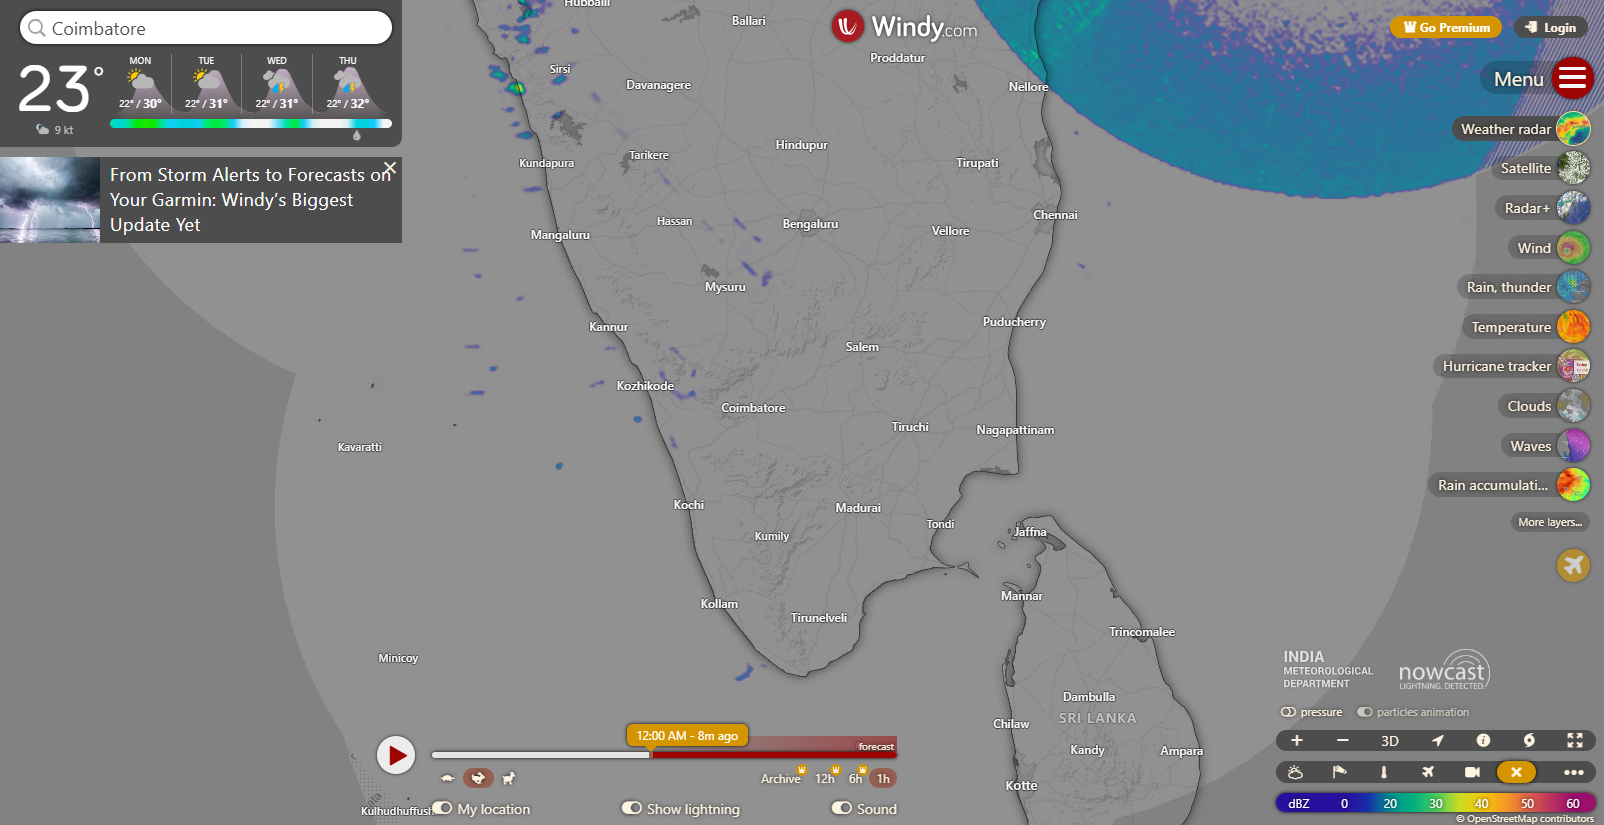 Coimbatore
23°
9 kt
MON TUE WED THU
22° / 30° 22° / 31° 22° / 31° 22° / 32°
From Storm Alerts to Forecasts on
Your Garmin: Windy’s Biggest
Update Yet
Windy.com
Go Premium
Login
Menu
Weather radar
Satellite
Radar+
Wind
Rain, thunder
Temperature
Hurricane tracker
Clouds
Waves
Rain accumulati...
More layers...
Hubballi
Ballari
Proddatur
Sirsi
Davanagere
Nellore
Hindupur
Tarikere
Kundapura
Tirupati
Chennai
Hassan
Bengaluru
Vellore
Mangaluru
Mysuru
Puducherry
Kannur
Salem
Kozhikode
Coimbatore
Tiruchi
Nagapattinam
Kavaratti
Kochi
Madurai
Tondi
Jaffna
Kumily
Mannar
Kollam
Tirunelveli
Trincomalee
Minicoy
Dambulla
SRI LANKA
Chilaw
Kandy
Ampara
Kotte
Kulhudhuffush
INDIA
METEOROLOGICAL
DEPARTMENT
nowcast
LIGHTNING. DETECTED.
pressure
particles animation
3D
dBZ 0 20 30 40 50 60
© OpenStreetMap contributors
12:00 AM - 8m ago
forecast
Archive 12h 6h 1h
My location
Show lightning
Sound